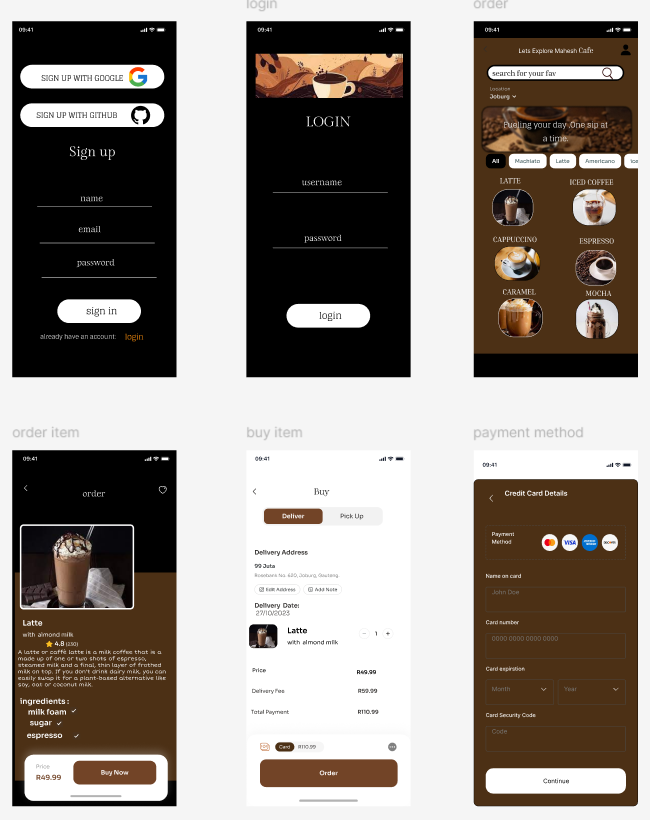 login
order
09:41
SIGN UP WITH GOOGLE
SIGN UP WITH GITHUB
Sign up
name
email
password
sign in
already have an account: login
09:41
LOGIN
username
password
login
09:41
Lets Explore Mahesh Cafe
search for your fav
Location
Joburg
Fueling your day .One sip at
a time.
All Machiato Latte Americano ice
LATTE ICED COFFEE
CAPPUCCINO ESPRESSO
CARAMEL MOCHA
order item
buy item
payment method
09:41
order
Latte
with almond milk
4.8 (230)
A latte or caffè latte is a milk coffee that is a
made up of one or two shots of espresso,
steamed milk and a final, thin layer of frothed
milk on top. If you don't drink dairy milk, you can
easily swap it for a plant-based alternative like
soy, oat or coconut milk.
ingredients :
milk foam
sugar
espresso
Price
R49.99
Buy Now
09:41
Buy
Deliver Pick Up
Delivery Address
99 Juta
Rosebarn No. 620, Joburg, Gautang.
Edit Address Add Note
Delivery Date:
27/10/2023
Latte
with almond milk
1
Price R49.99
Delivery Fee R59.99
Total Payment R110.99
Card R110.99
Order
09:41
Credit Card Details
Payment
Method
VISA
Name on card
John Doe
Card number
0000 0000 0000 0000
Card expiration
Month Year
Card Security Code
Code
Continue